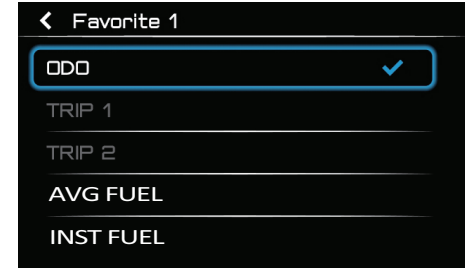 Favorite 1
ODO
TRIP 1
TRIP 2
AVG FUEL
INST FUEL